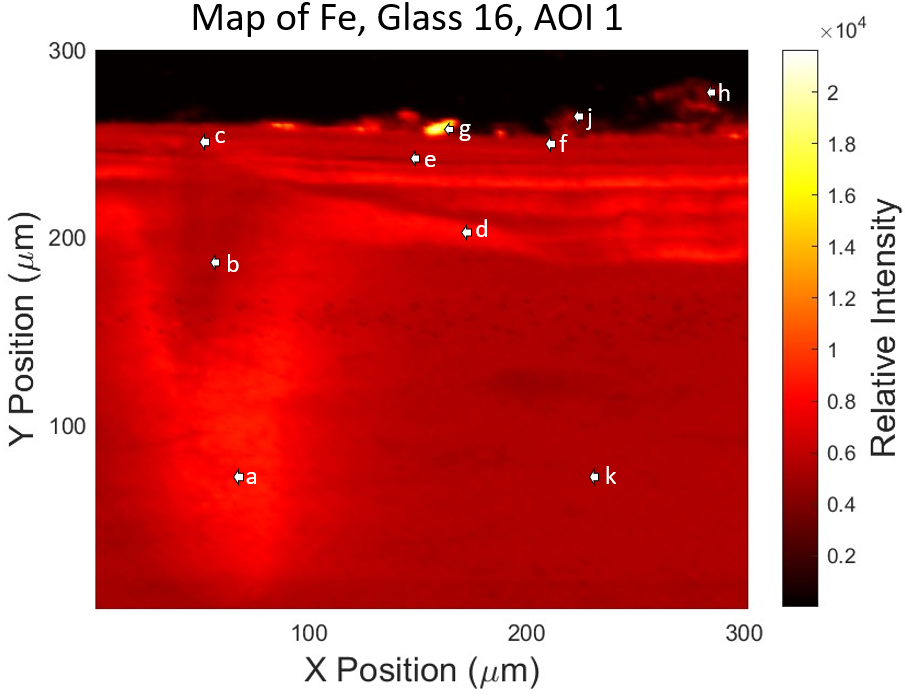 Map of Fe, Glass 16, AOI 1
×10⁴
300
200
100
Y Position (μm)
100
200
300
X Position (μm)
h
j
g
c
f
e
d
b
a
k
2
1.8
1.6
1.4
1.2
1
0.8
0.6
0.4
0.2
Relative Intensity